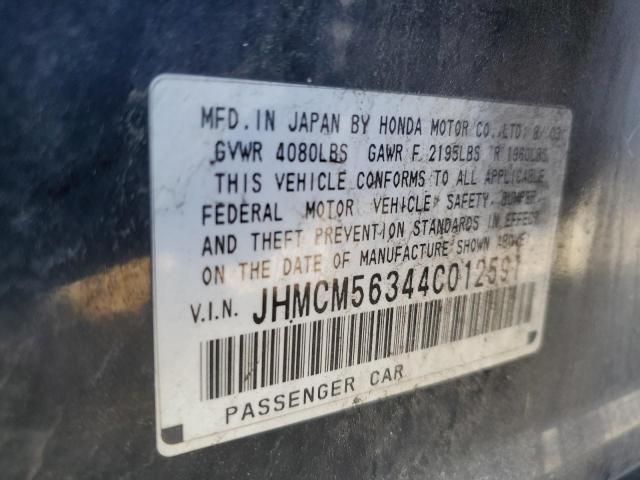 MFD. IN JAPAN BY HONDA MOTOR CO., LTD. 8/03
GVWR 4080LBS GAWR F 2195LBS R 1960LBS
THIS VEHICLE CONFORMS TO ALL APPLICABLE
FEDERAL MOTOR VEHICLE SAFETY, BUMPER,
AND THEFT PREVENTION STANDARDS IN EFFECT
ON THE DATE OF MANUFACTURE SHOWN ABOVE.
V.I.N. JHMCM56344C01259
PASSENGER CAR